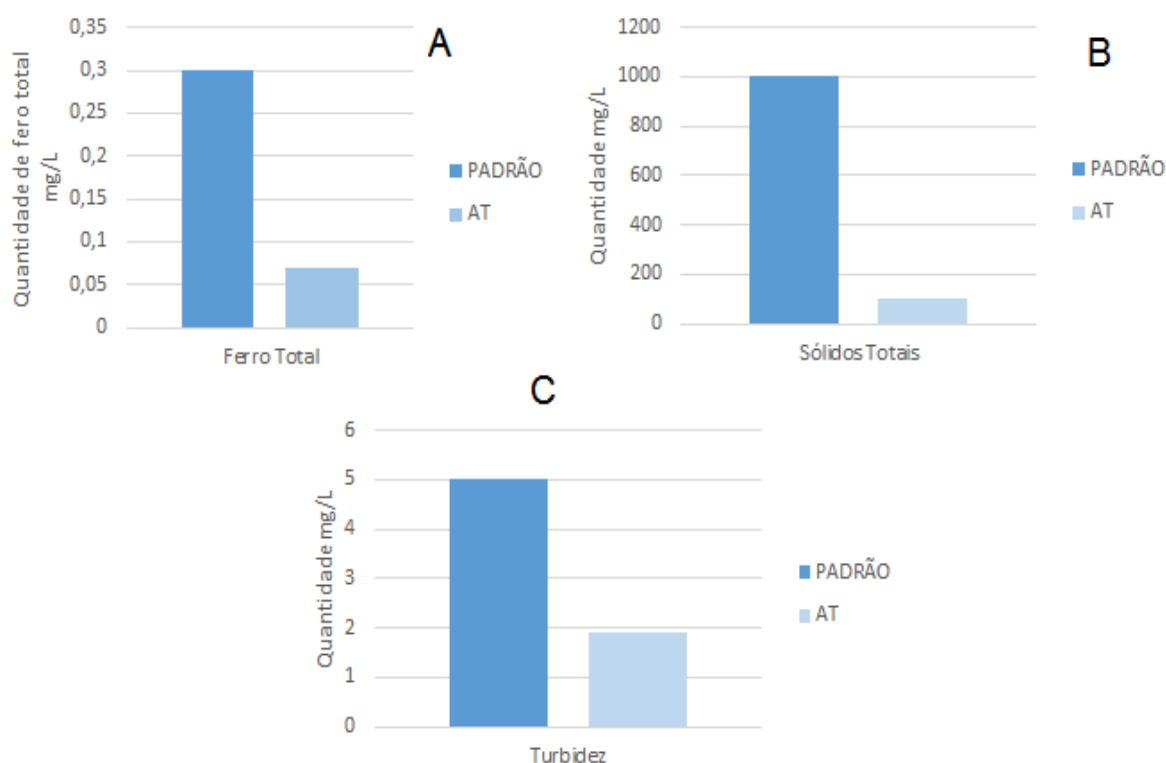 A
Quantidade de fero total
mg/L
0,35
0,3
0,25
0,2
0,15
0,1
0,05
0
PADRÃO
AT
Ferro Total
B
Quantidade mg/L
1200
1000
800
600
400
200
0
PADRÃO
AT
Sólidos Totais
C
Quantidade mg/L
6
5
4
3
2
1
0
PADRÃO
AT
Turbidez